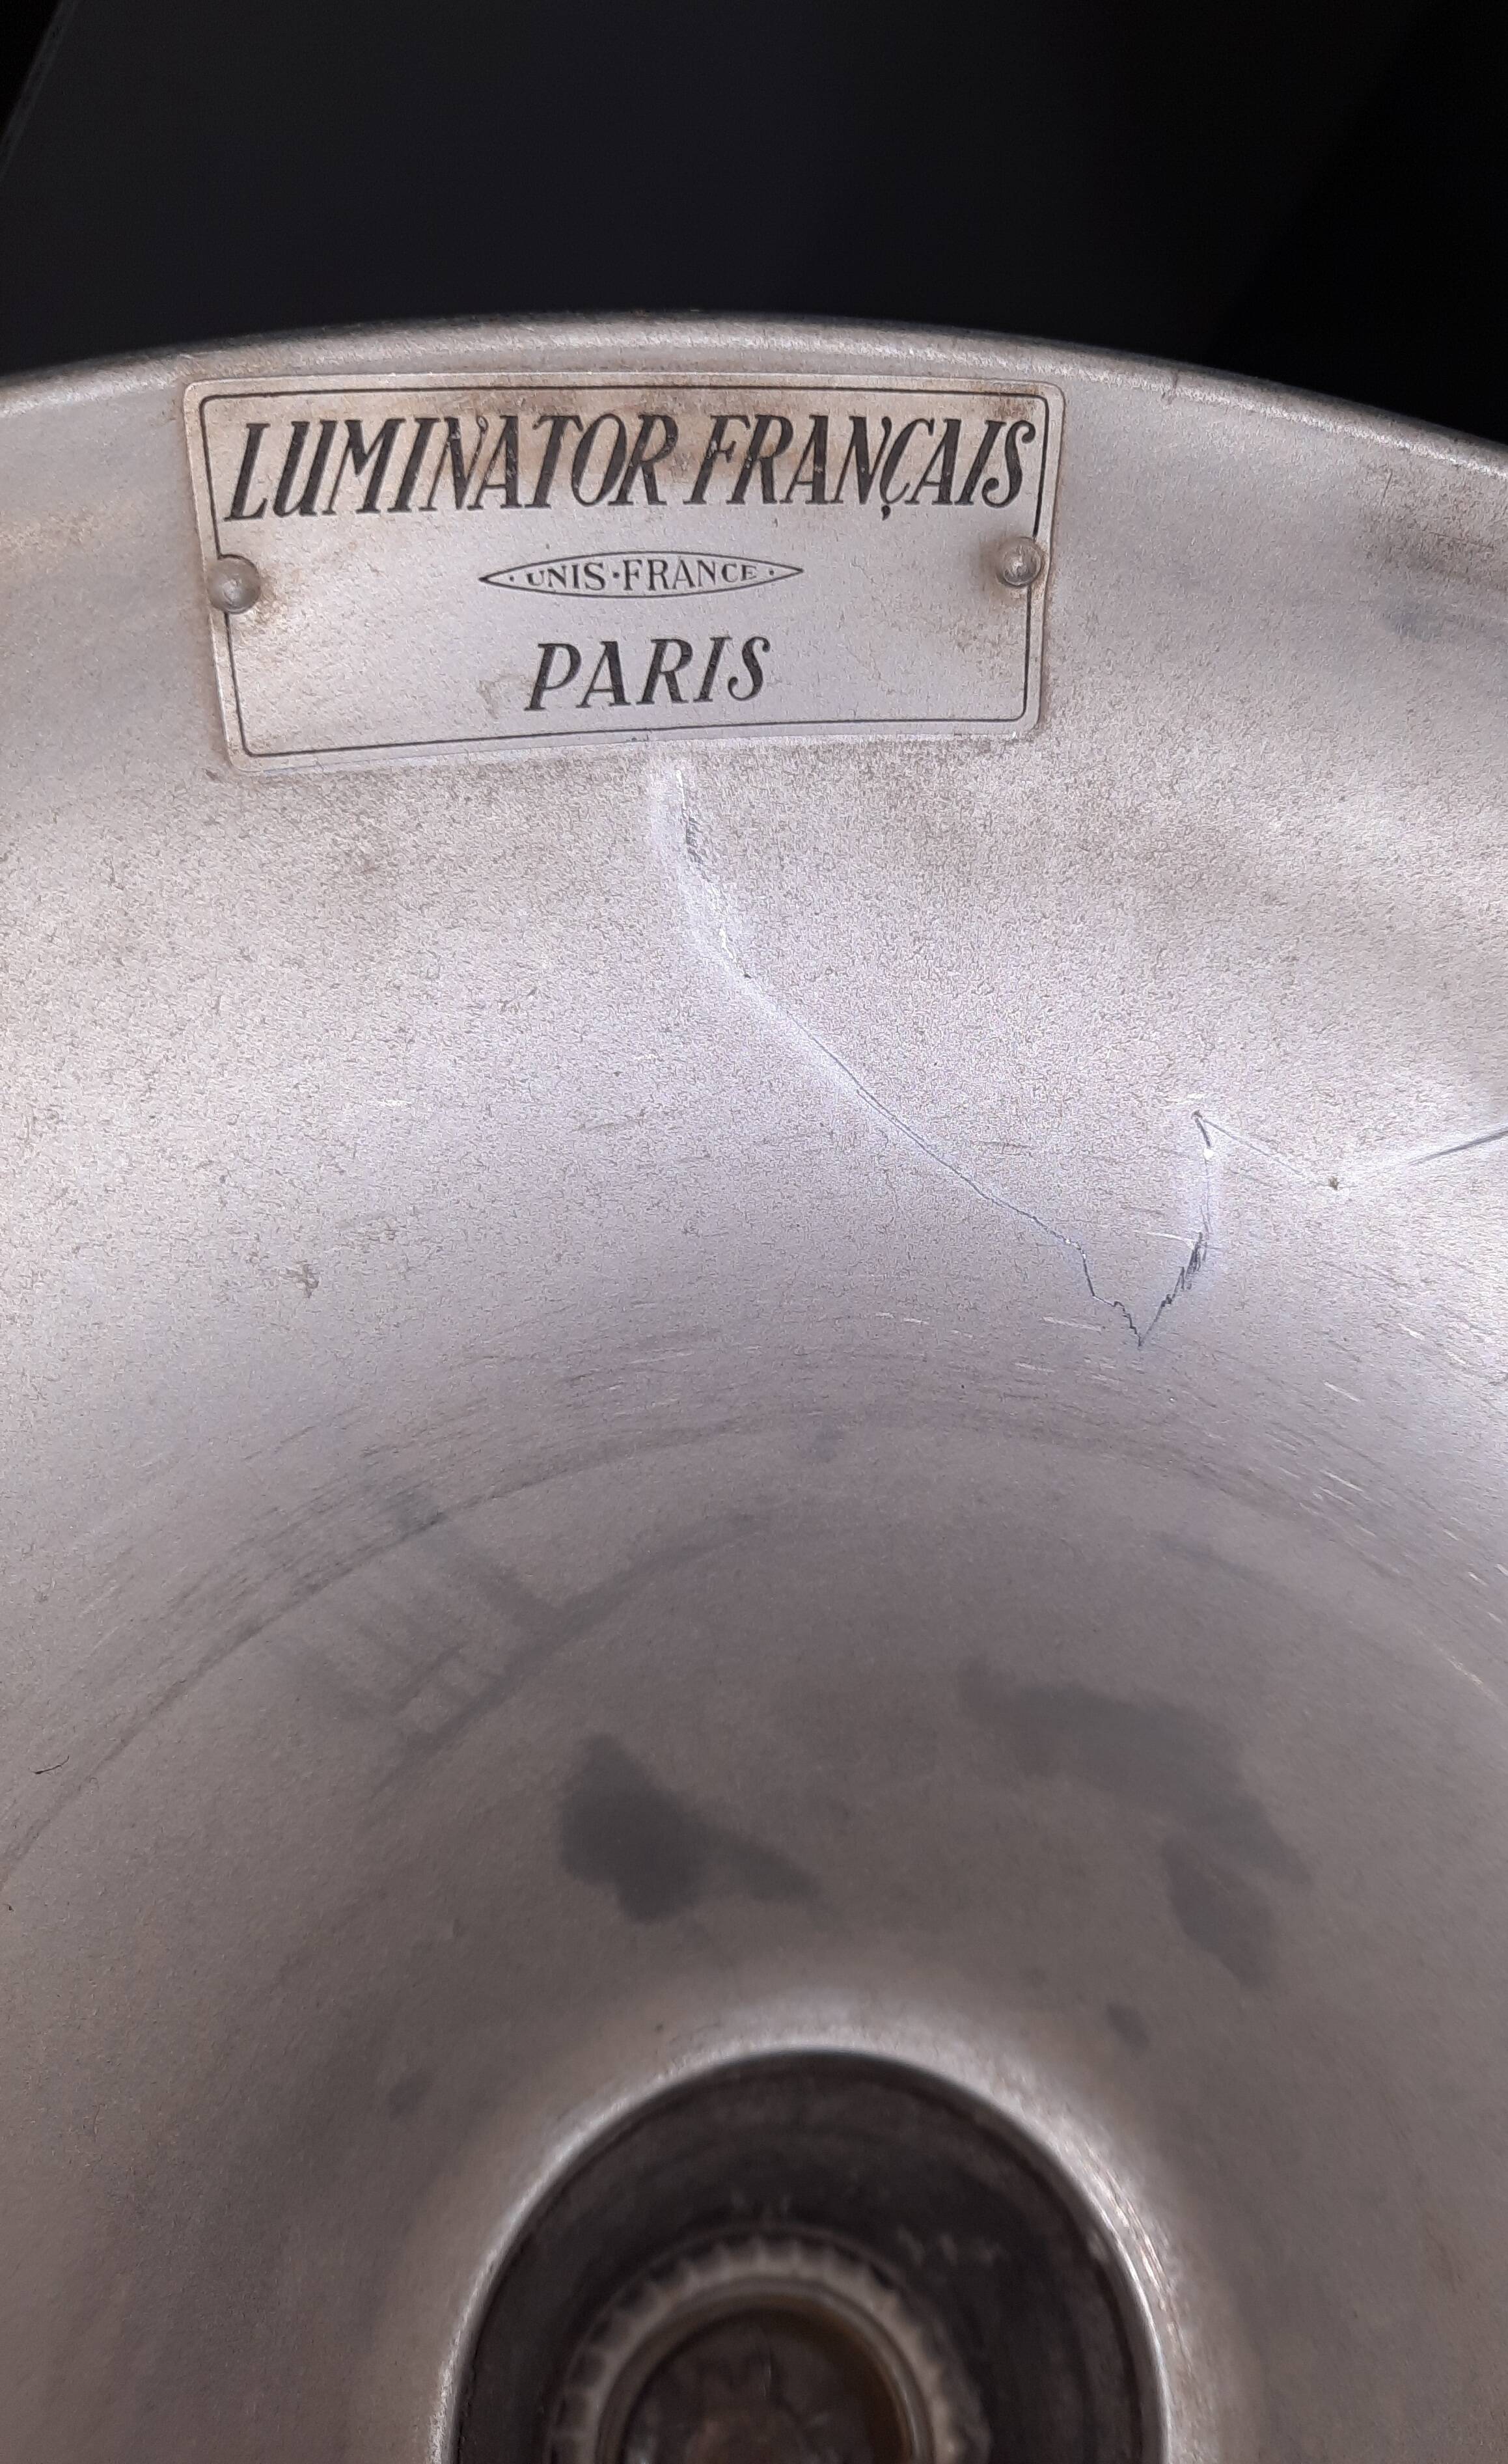 LUMINATOR FRANÇAIS
·UNIS·FRANCE·
PARIS